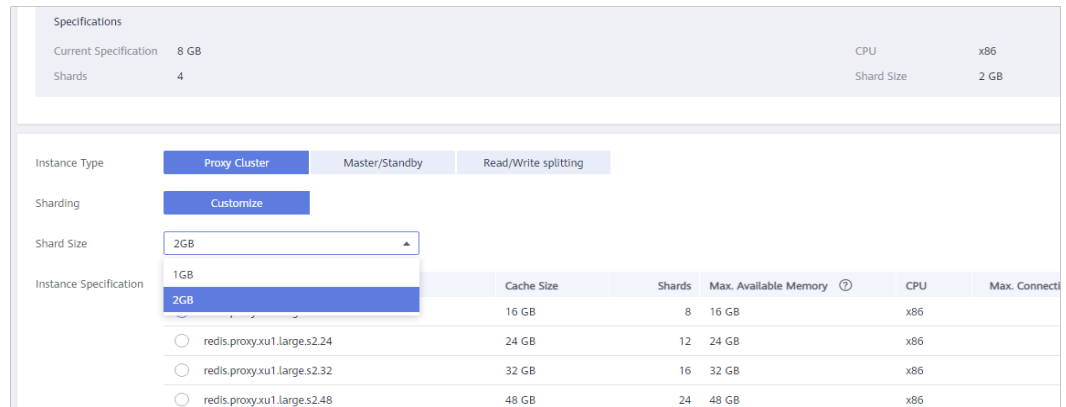 Specifications
Current Specification 8 GB CPU x86
Shards 4 Shard Size 2 GB
Instance Type Proxy Cluster Master/Standby Read/Write splitting
Sharding Customize
Shard Size 2GB
1GB
2GB
Instance Specification Cache Size Shards Max. Available Memory ? CPU Max. Connecti
16 GB 8 16 GB x86
redis.proxy.xu1.large.s2.24 24 GB 12 24 GB x86
redis.proxy.xu1.large.s2.32 32 GB 16 32 GB x86
redis.proxy.xu1.large.s2.48 48 GB 24 48 GB x86